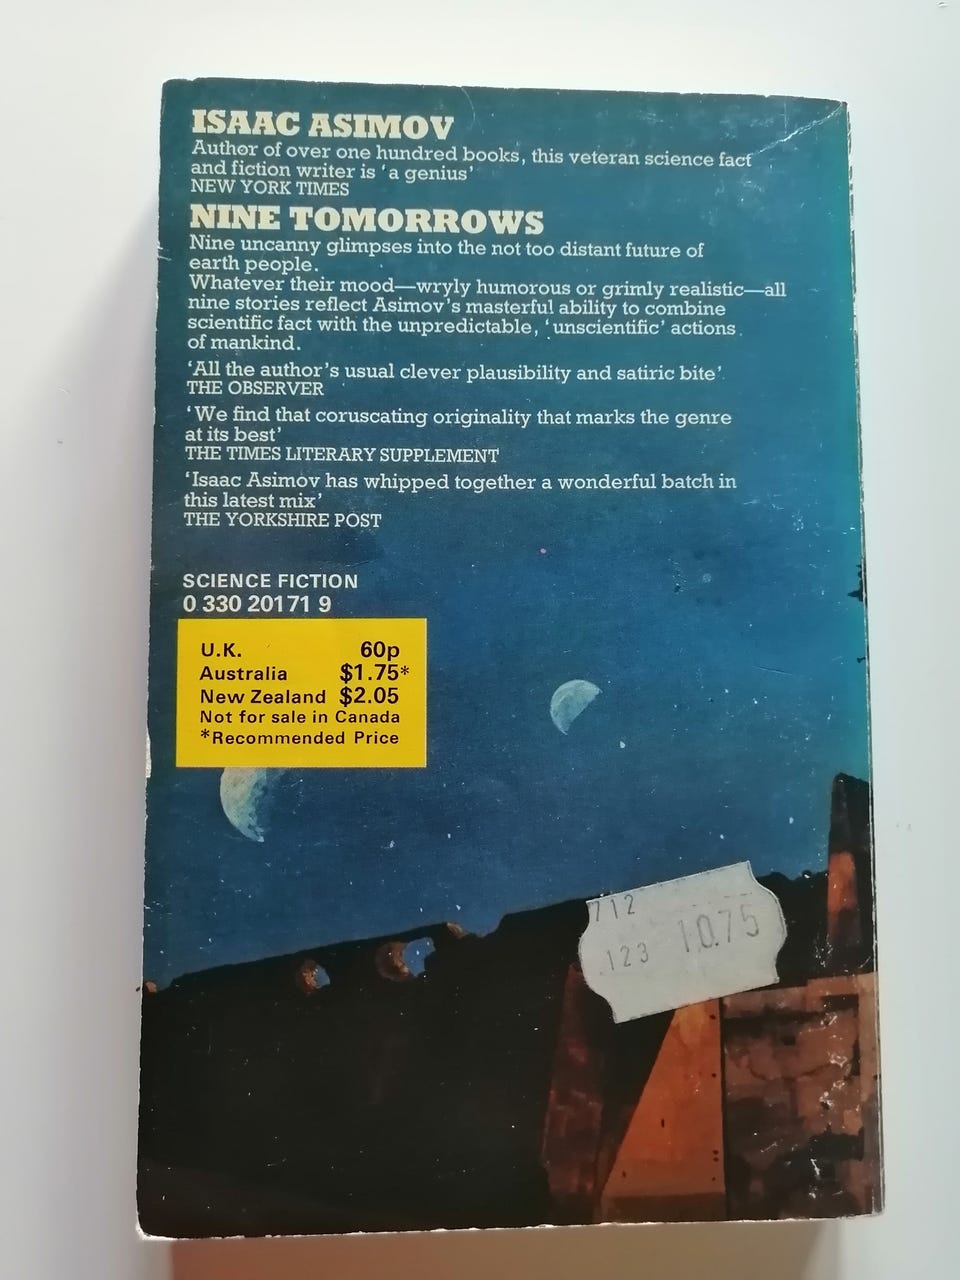 ISAAC ASIMOV
Author of over one hundred books, this veteran science fact
and fiction writer is ‘a genius’
NEW YORK TIMES
NINE TOMORROWS
Nine uncanny glimpses into the not too distant future of
earth people.
Whatever their mood—wryly humorous or grimly realistic—all
nine stories reflect Asimov’s masterful ability to combine
scientific fact with the unpredictable, ‘unscientific’ actions
of mankind.
‘All the author’s usual clever plausibility and satiric bite’
THE OBSERVER
‘We find that coruscating originality that marks the genre
at its best’
THE TIMES LITERARY SUPPLEMENT
‘Isaac Asimov has whipped together a wonderful batch in
this latest mix’
THE YORKSHIRE POST
SCIENCE FICTION
0 330 20171 9
U.K. 60p
Australia $1.75*
New Zealand $2.05
Not for sale in Canada
*Recommended Price
712
123 10.75